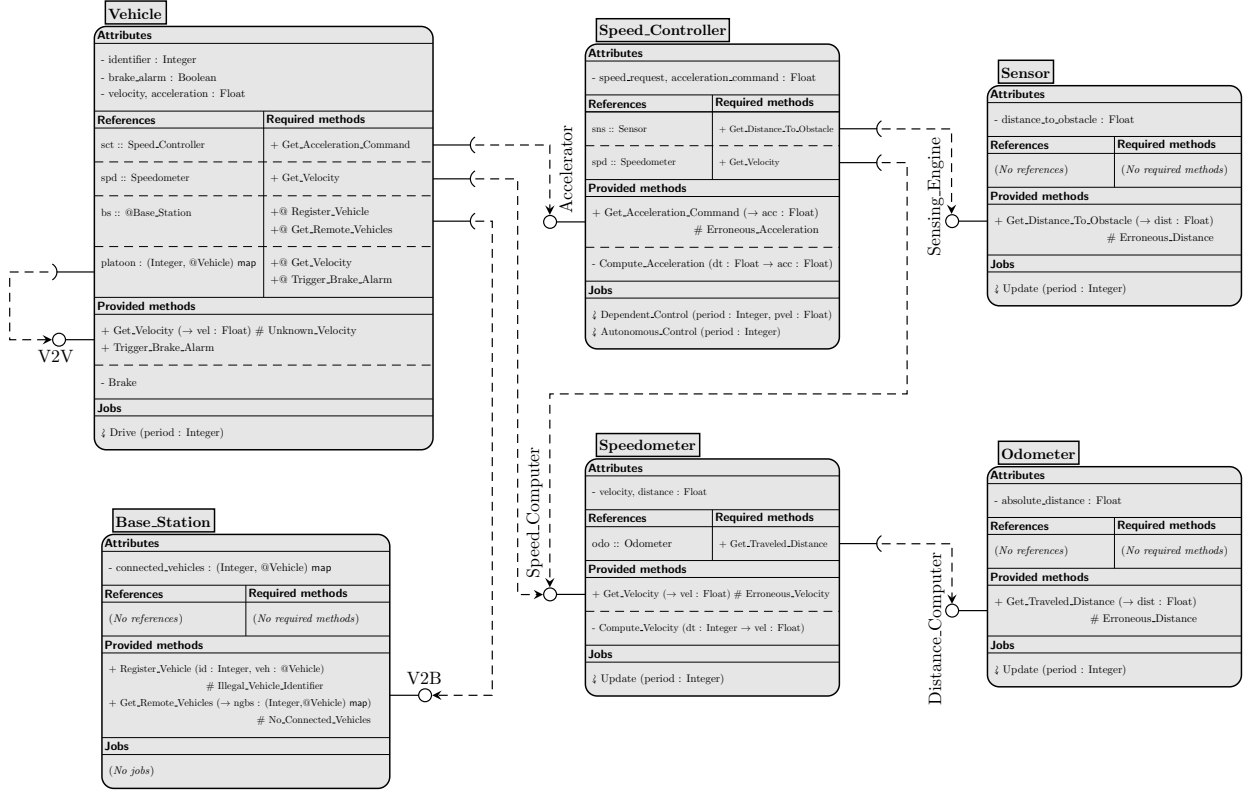 Vehicle
Attributes
- identifier : Integer
- brake_alarm : Boolean
- velocity, acceleration : Float
References Required methods
sct :: Speed_Controller + Get_Acceleration_Command
spd :: Speedometer + Get_Velocity
bs :: @Base_Station +@ Register_Vehicle
+@ Get_Remote_Vehicles
platoon : (Integer, @Vehicle) map +@ Get_Velocity
+@ Trigger_Brake_Alarm
Provided methods
+ Get_Velocity (→ vel : Float) # Unknown_Velocity
+ Trigger_Brake_Alarm
- Brake
Jobs
⤹ Drive (period : Integer)
V2V
Speed_Controller
Attributes
- speed_request, acceleration_command : Float
References Required methods
sns :: Sensor + Get_Distance_To_Obstacle
spd :: Speedometer + Get_Velocity
Provided methods
+ Get_Acceleration_Command (→ acc : Float)
# Erroneous_Acceleration
- Compute_Acceleration (dt : Float → acc : Float)
Jobs
⤹ Dependent_Control (period : Integer, pvel : Float)
⤹ Autonomous_Control (period : Integer)
Accelerator
Sensor
Attributes
- distance_to_obstacle : Float
References Required methods
(No references) (No required methods)
Provided methods
+ Get_Distance_To_Obstacle (→ dist : Float)
# Erroneous_Distance
Jobs
⤹ Update (period : Integer)
Sensing_Engine
Base_Station
Attributes
- connected_vehicles : (Integer, @Vehicle) map
References Required methods
(No references) (No required methods)
Provided methods
+ Register_Vehicle (id : Integer, veh : @Vehicle)
# Illegal_Vehicle_Identifier
+ Get_Remote_Vehicles (→ ngbs : (Integer,@Vehicle) map)
# No_Connected_Vehicles
Jobs
(No jobs)
V2B
Speedometer
Attributes
- velocity, distance : Float
References Required methods
odo :: Odometer + Get_Traveled_Distance
Provided methods
+ Get_Velocity (→ vel : Float) # Erroneous_Velocity
- Compute_Velocity (dt : Integer → vel : Float)
Jobs
⤹ Update (period : Integer)
Speed_Computer
Odometer
Attributes
- absolute_distance : Float
References Required methods
(No references) (No required methods)
Provided methods
+ Get_Traveled_Distance (→ dist : Float)
# Erroneous_Distance
Jobs
⤹ Update (period : Integer)
Distance_Computer